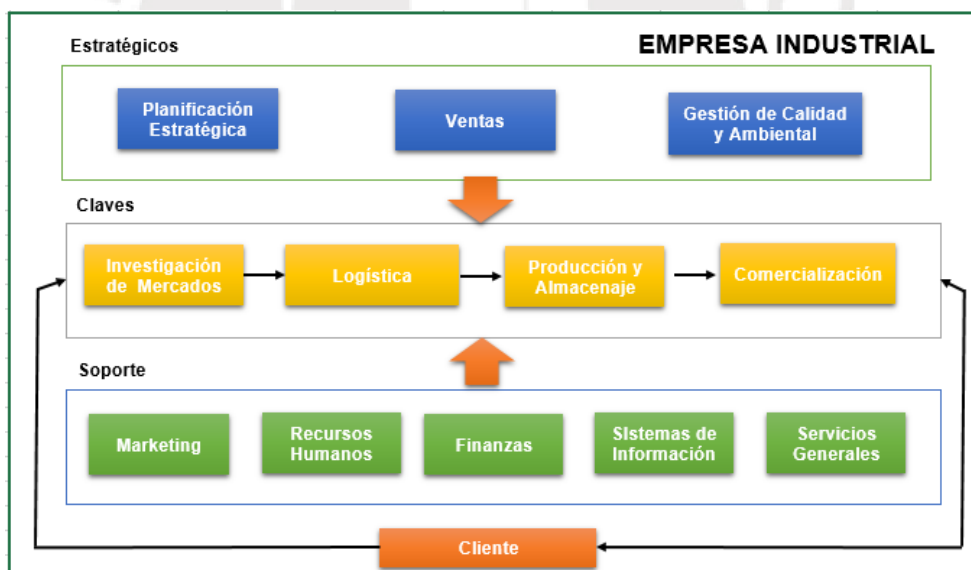 Estratégicos
EMPRESA INDUSTRIAL
Planificación
Estratégica
Ventas
Gestión de Calidad
y Ambiental
Claves
Investigación
de Mercados
Logística
Producción y
Almacenaje
Comercialización
Soporte
Marketing
Recursos
Humanos
Finanzas
SIstemas de
Información
Servicios
Generales
Cliente